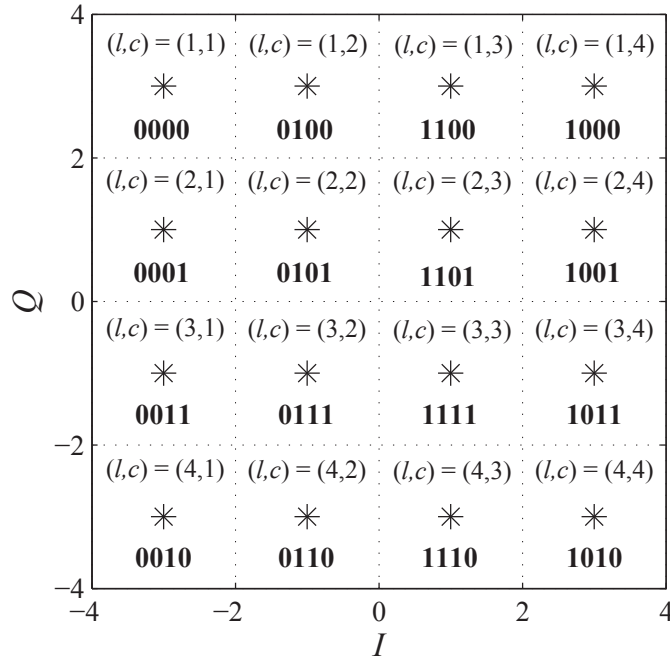 4
(l,c) = (1,1) (l,c) = (1,2) (l,c) = (1,3) (l,c) = (1,4)
0000 0100 1100 1000
2
(l,c) = (2,1) (l,c) = (2,2) (l,c) = (2,3) (l,c) = (2,4)
0001 0101 1101 1001
Q
0
(l,c) = (3,1) (l,c) = (3,2) (l,c) = (3,3) (l,c) = (3,4)
0011 0111 1111 1011
−2
(l,c) = (4,1) (l,c) = (4,2) (l,c) = (4,3) (l,c) = (4,4)
0010 0110 1110 1010
−4
−4 −2 0 2 4
I